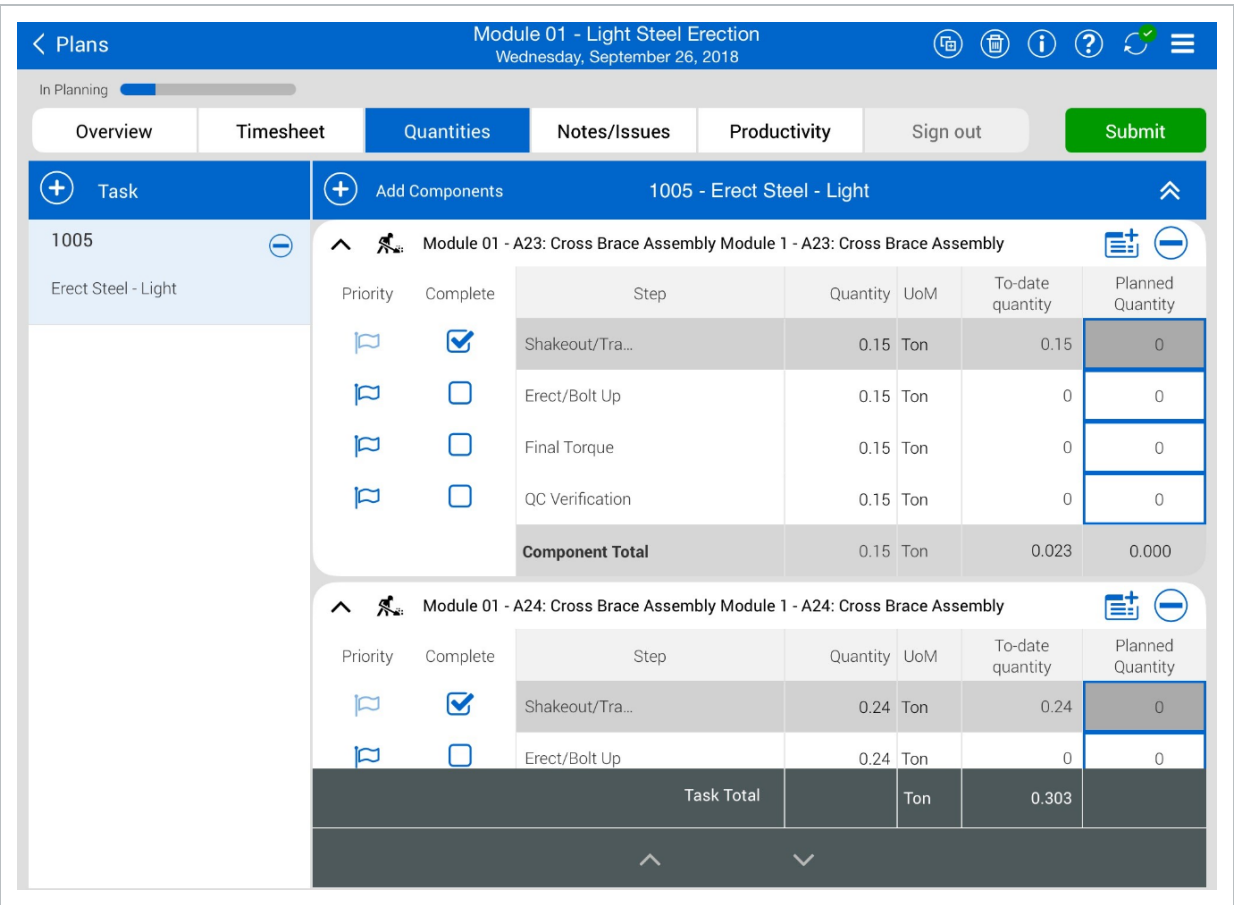 Plans
Module 01 - Light Steel Erection
Wednesday, September 26, 2018
In Planning
Overview Timesheet Quantities Notes/Issues Productivity Sign out Submit
Task
Add Components 1005 - Erect Steel - Light
1005
Erect Steel - Light
Module 01 - A23: Cross Brace Assembly Module 1 - A23: Cross Brace Assembly
Priority Complete Step Quantity UoM To-date quantity Planned Quantity
Shakeout/Tra... 0.15 Ton 0.15 0
Erect/Bolt Up 0.15 Ton 0 0
Final Torque 0.15 Ton 0 0
QC Verification 0.15 Ton 0 0
Component Total 0.15 Ton 0.023 0.000
Module 01 - A24: Cross Brace Assembly Module 1 - A24: Cross Brace Assembly
Priority Complete Step Quantity UoM To-date quantity Planned Quantity
Shakeout/Tra... 0.24 Ton 0.24 0
Erect/Bolt Up 0.24 Ton 0 0
Task Total Ton 0.303